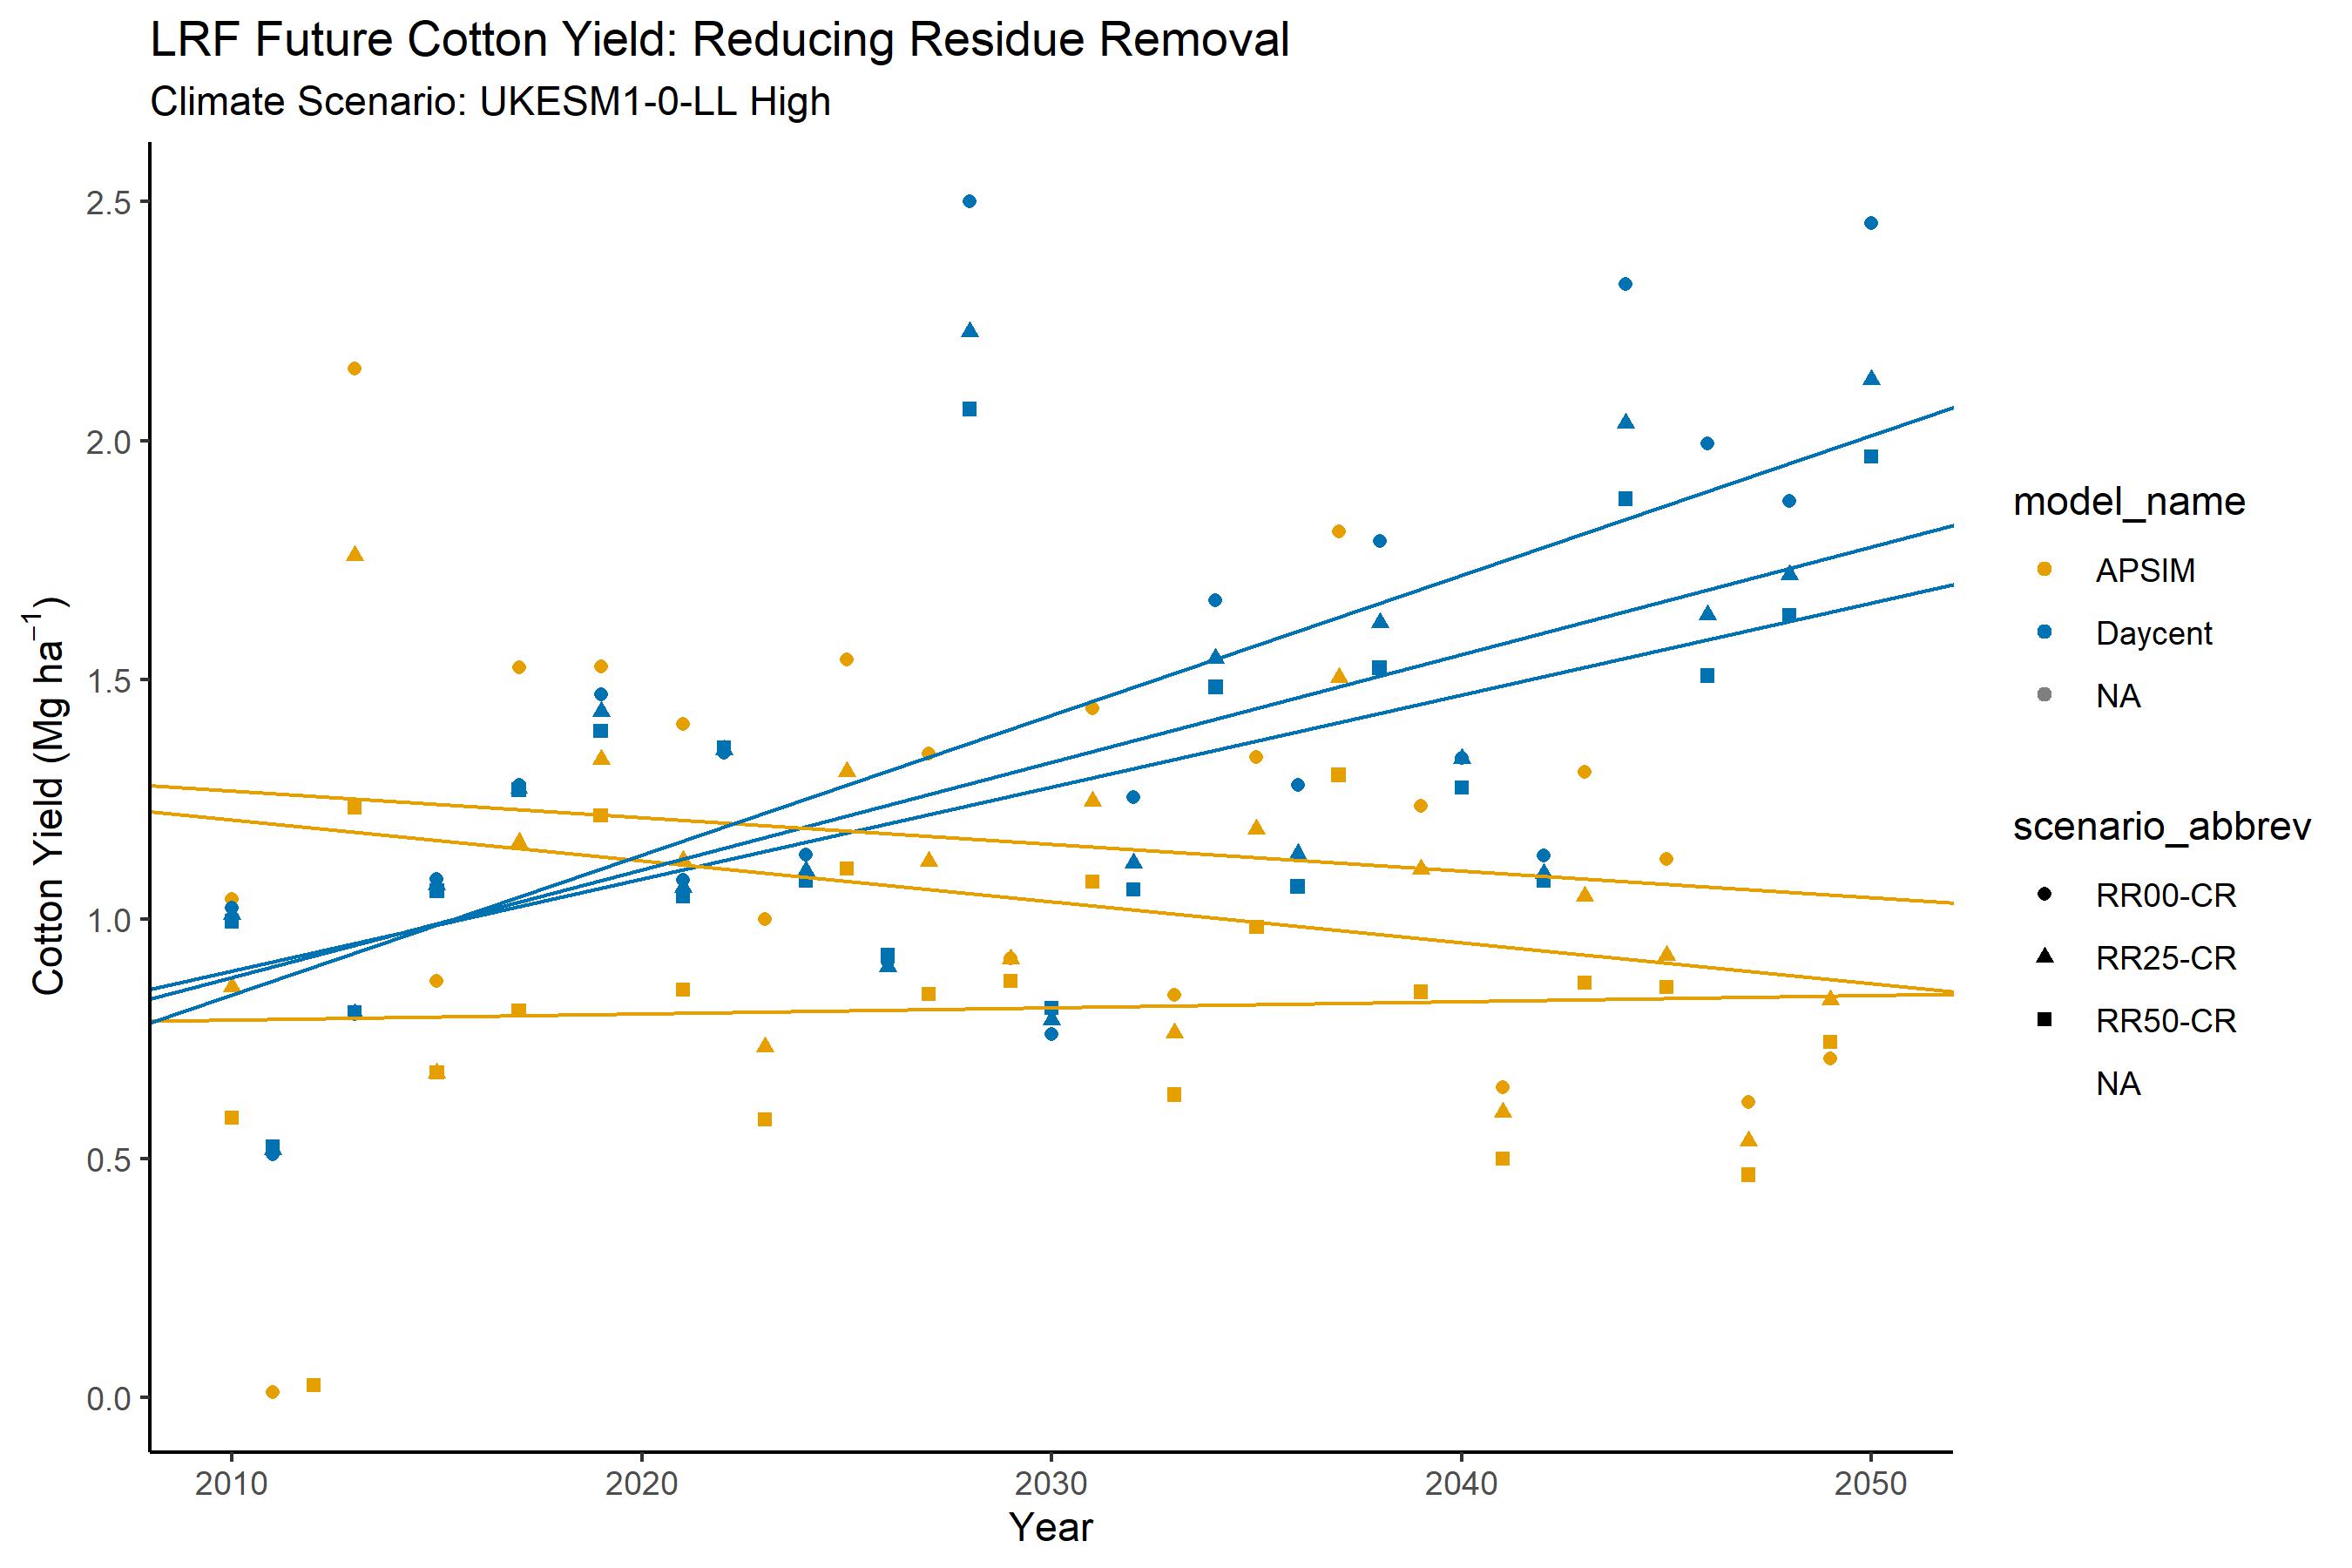 LRF Future Cotton Yield: Reducing Residue Removal
Climate Scenario: UKESM1-0-LL High
Cotton Yield (Mg ha⁻¹)
2.5
2.0
1.5
1.0
0.5
0.0
2010 2020 2030 2040 2050
Year
model_name
APSIM
Daycent
NA
scenario_abbrev
RR00-CR
RR25-CR
RR50-CR
NA